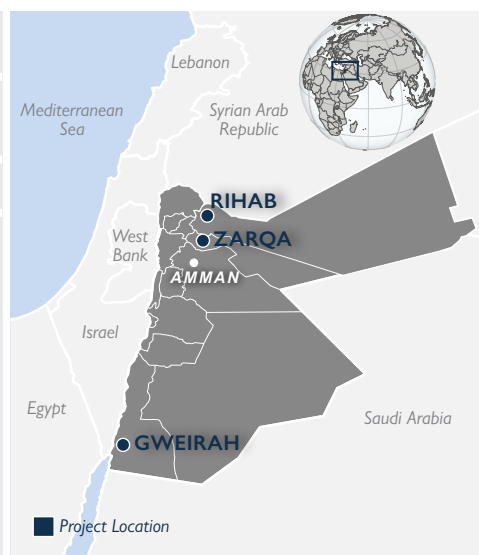 Lebanon
Mediterranean
Sea
Syrian Arab
Republic
RIHAB
ZARQA
West
Bank
AMMAN
Israel
Egypt
Saudi Arabia
GWEIRAH
Project Location